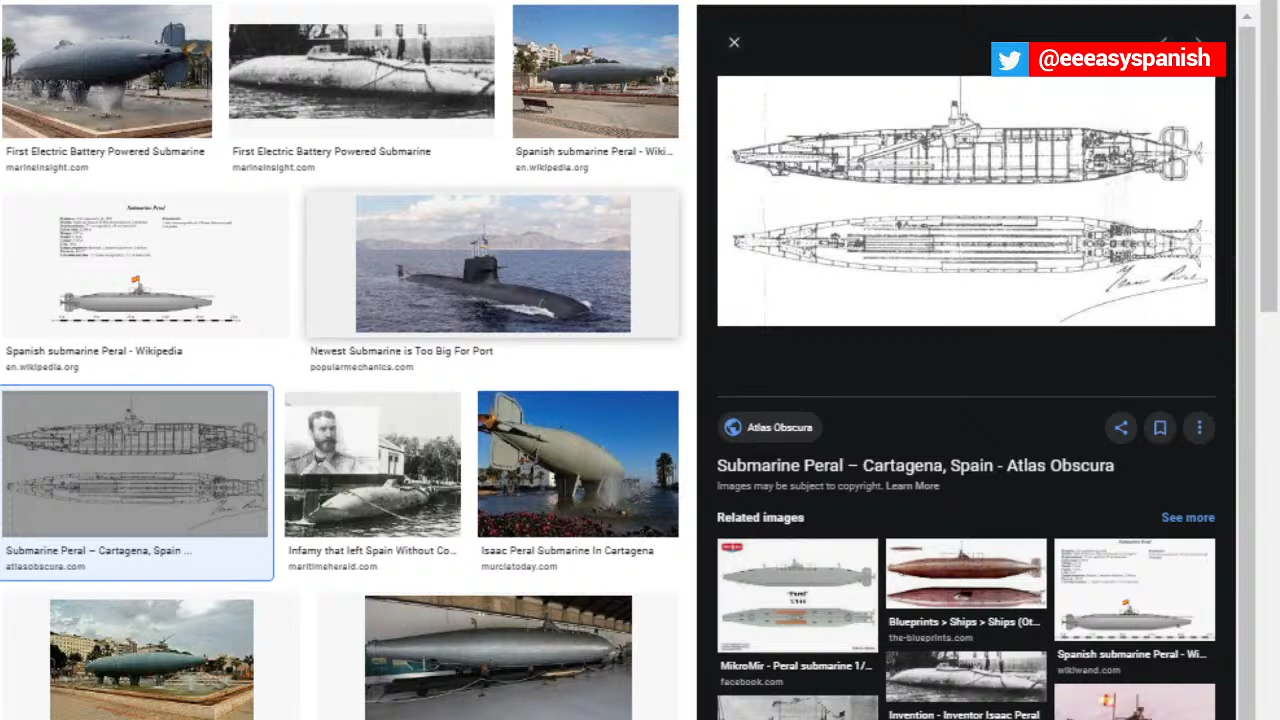 @eeeasyspanish
First Electric Battery Powered Submarine
marineinsight.com
First Electric Battery Powered Submarine
marineinsight.com
Spanish submarine Peral - Wiki...
en.wikipedia.org
Submarine Peral
Spanish submarine Peral - Wikipedia
en.wikipedia.org
Newest Submarine is Too Big For Port
popularmechanics.com
Submarine Peral – Cartagena, Spain ...
atlasobscura.com
Infamy that left Spain Without Co...
maritimeherald.com
Isaac Peral Submarine In Cartagena
murciatoday.com
Isaac Peral
Atlas Obscura
Submarine Peral – Cartagena, Spain - Atlas Obscura
Images may be subject to copyright. Learn More
Related images
See more
"Peral"
MikroMir - Peral submarine 1/...
facebook.com
Blueprints > Ships > Ships (Ot...
the-blueprints.com
Spanish submarine Peral - Wi...
wikiwand.com
Invention - Inventor Isaac Peral